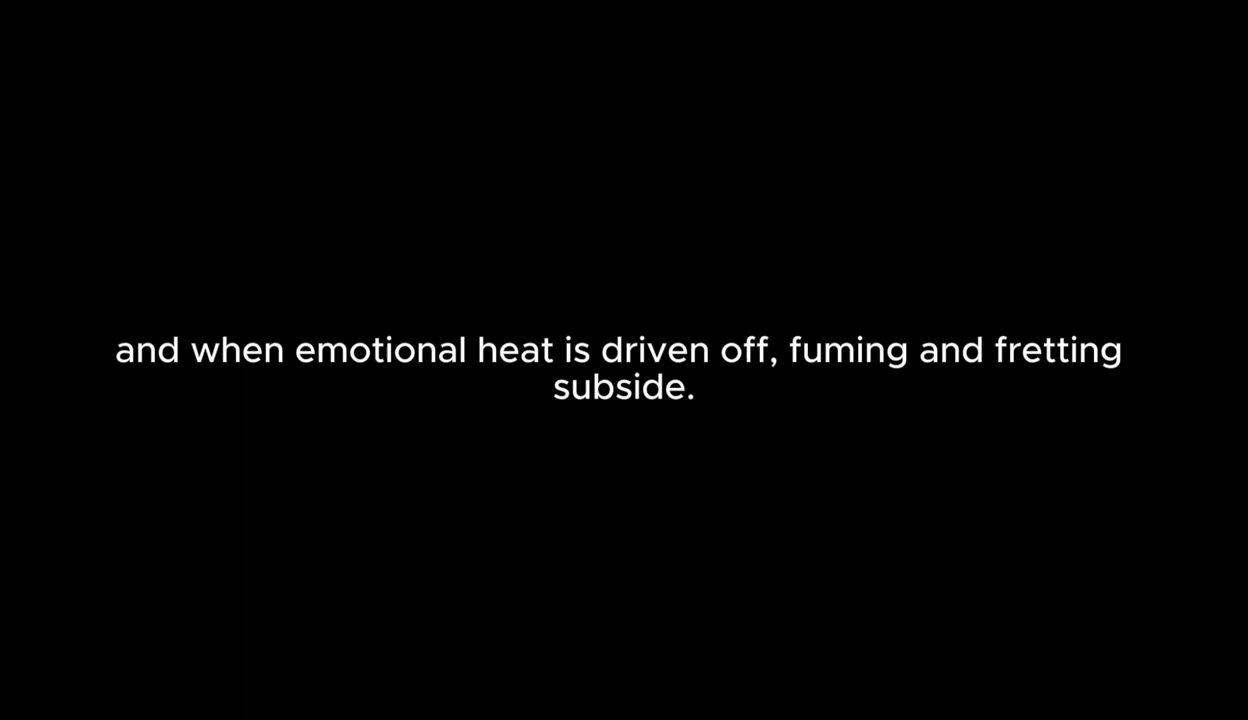 and when emotional heat is driven off, fuming and fretting
subside.